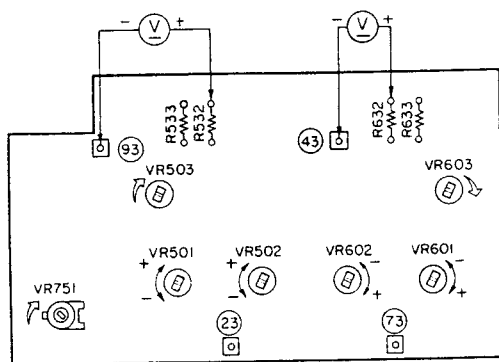 - V + - V +
R533 R532 R632 R633
93 43
VR503 VR603
VR501 VR502 VR602 VR601
+ + - -
- - + +
VR751
23 73